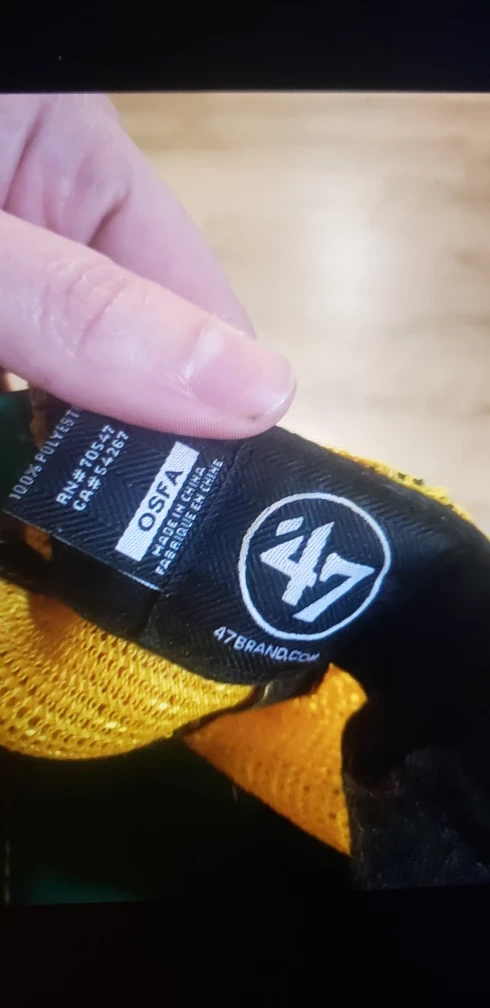 100% POLYEST
RN# 70547
CA# 54267
OSFA
MADE IN CHINA
FABRIQUE EN CHINE
'47
47BRAND.COM